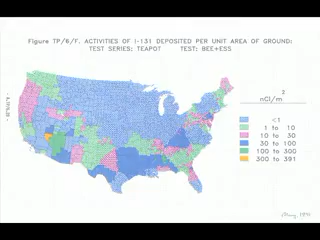 Figure TP/6/F. ACTIVITIES OF I-131 DEPOSITED PER UNIT AREA OF GROUND:
TEST SERIES: TEAPOT TEST: BEE+ESS
2
nCi/m
<1
1 to 10
10 to 30
30 to 100
100 to 300
300 to 391